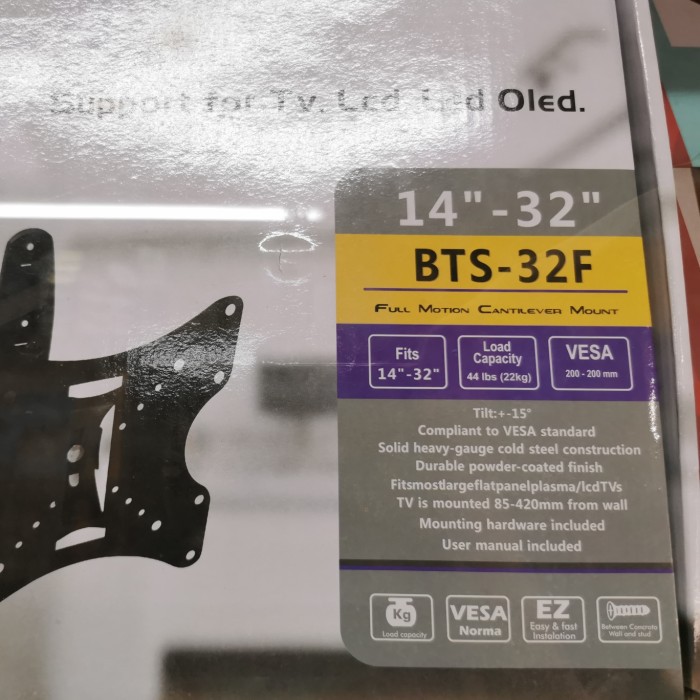 Support for Tv. Lcd Led Oled.
14"-32"
BTS-32F
Full Motion Cantilever Mount
Fits
14"-32"
Load
Capacity
44 lbs (22kg)
VESA
200 - 200 mm
Tilt:+-15°
Compliant to VESA standard
Solid heavy-gauge cold steel construction
Durable powder-coated finish
Fitsmostlargeflatpanelplasma/lcdTVs
TV is mounted 85-420mm from wall
Mounting hardware included
User manual included
Kg
Load capacity
VESA
Norma
EZ
Easy & fast
Instalation
Between Concrete
Wall and stud